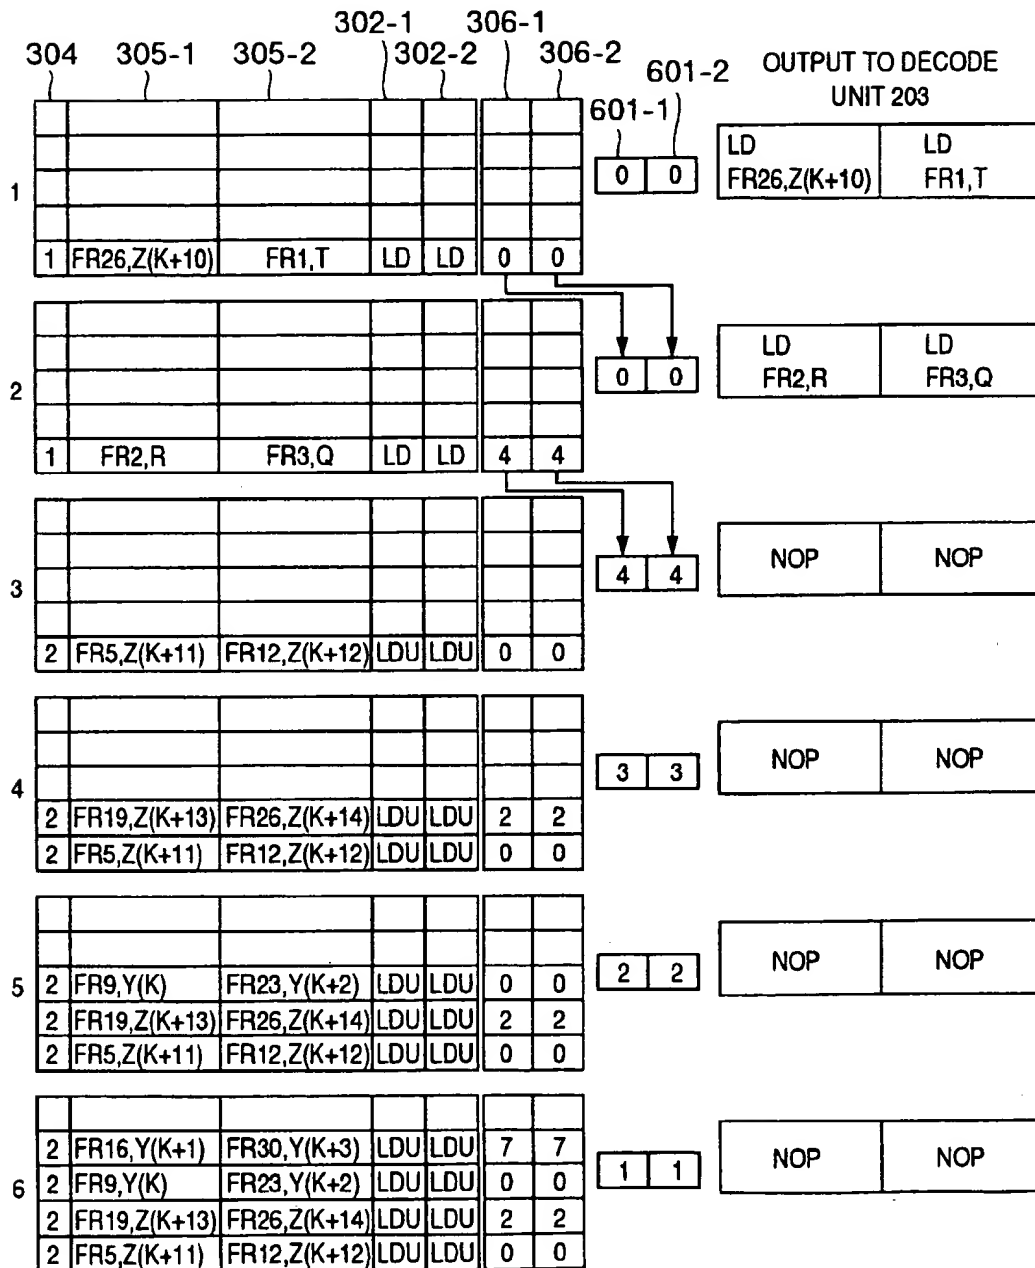 302-1 306-1
304 305-1 305-2 302-2 306-2
601-2 OUTPUT TO DECODE
601-1 UNIT 203
LD LD
1 0 0 FR26,Z(K+10) FR1,T
1 FR26,Z(K+10) FR1,T LD LD 0 0
LD LD
2 0 0 FR2,R FR3,Q
1 FR2,R FR3,Q LD LD 4 4
3 4 4 NOP NOP
2 FR5,Z(K+11) FR12,Z(K+12) LDU LDU 0 0
4 3 3 NOP NOP
2 FR19,Z(K+13) FR26,Z(K+14) LDU LDU 2 2
2 FR5,Z(K+11) FR12,Z(K+12) LDU LDU 0 0
2 2 NOP NOP
5 2 FR9,Y(K) FR23,Y(K+2) LDU LDU 0 0
2 FR19,Z(K+13) FR26,Z(K+14) LDU LDU 2 2
2 FR5,Z(K+11) FR12,Z(K+12) LDU LDU 0 0
2 FR16,Y(K+1) FR30,Y(K+3) LDU LDU 7 7
1 1 NOP NOP
6 2 FR9,Y(K) FR23,Y(K+2) LDU LDU 0 0
2 FR19,Z(K+13) FR26,Z(K+14) LDU LDU 2 2
2 FR5,Z(K+11) FR12,Z(K+12) LDU LDU 0 0